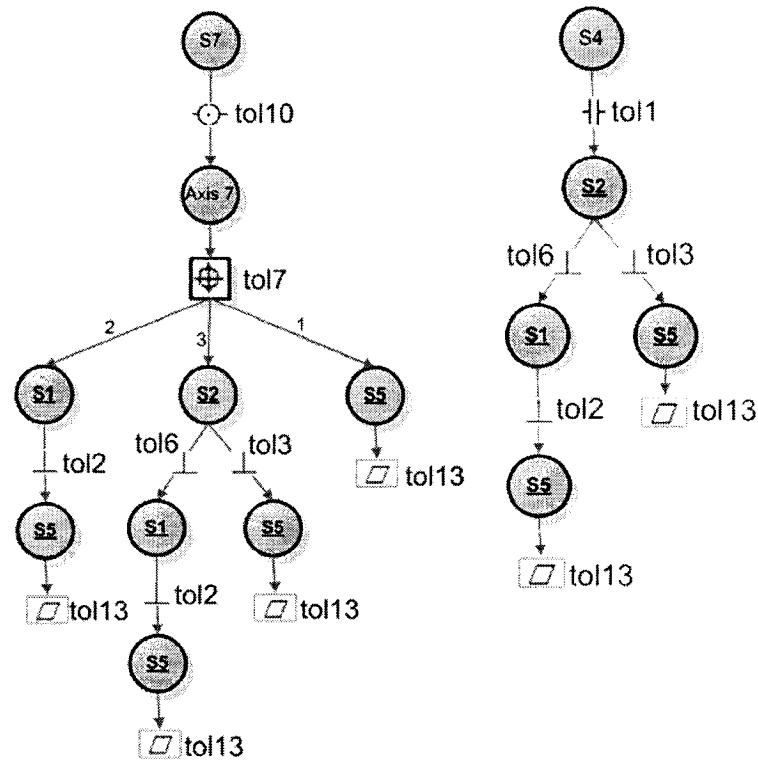 S7
tol10
Axis 7
tol7
2
3
1
S1
S2
S5
tol2
tol6
tol3
tol13
S5
S1
S5
tol13
tol2
tol13
S5
tol13
S4
tol1
S2
tol6
tol3
S1
S5
tol2
tol13
S5
tol13